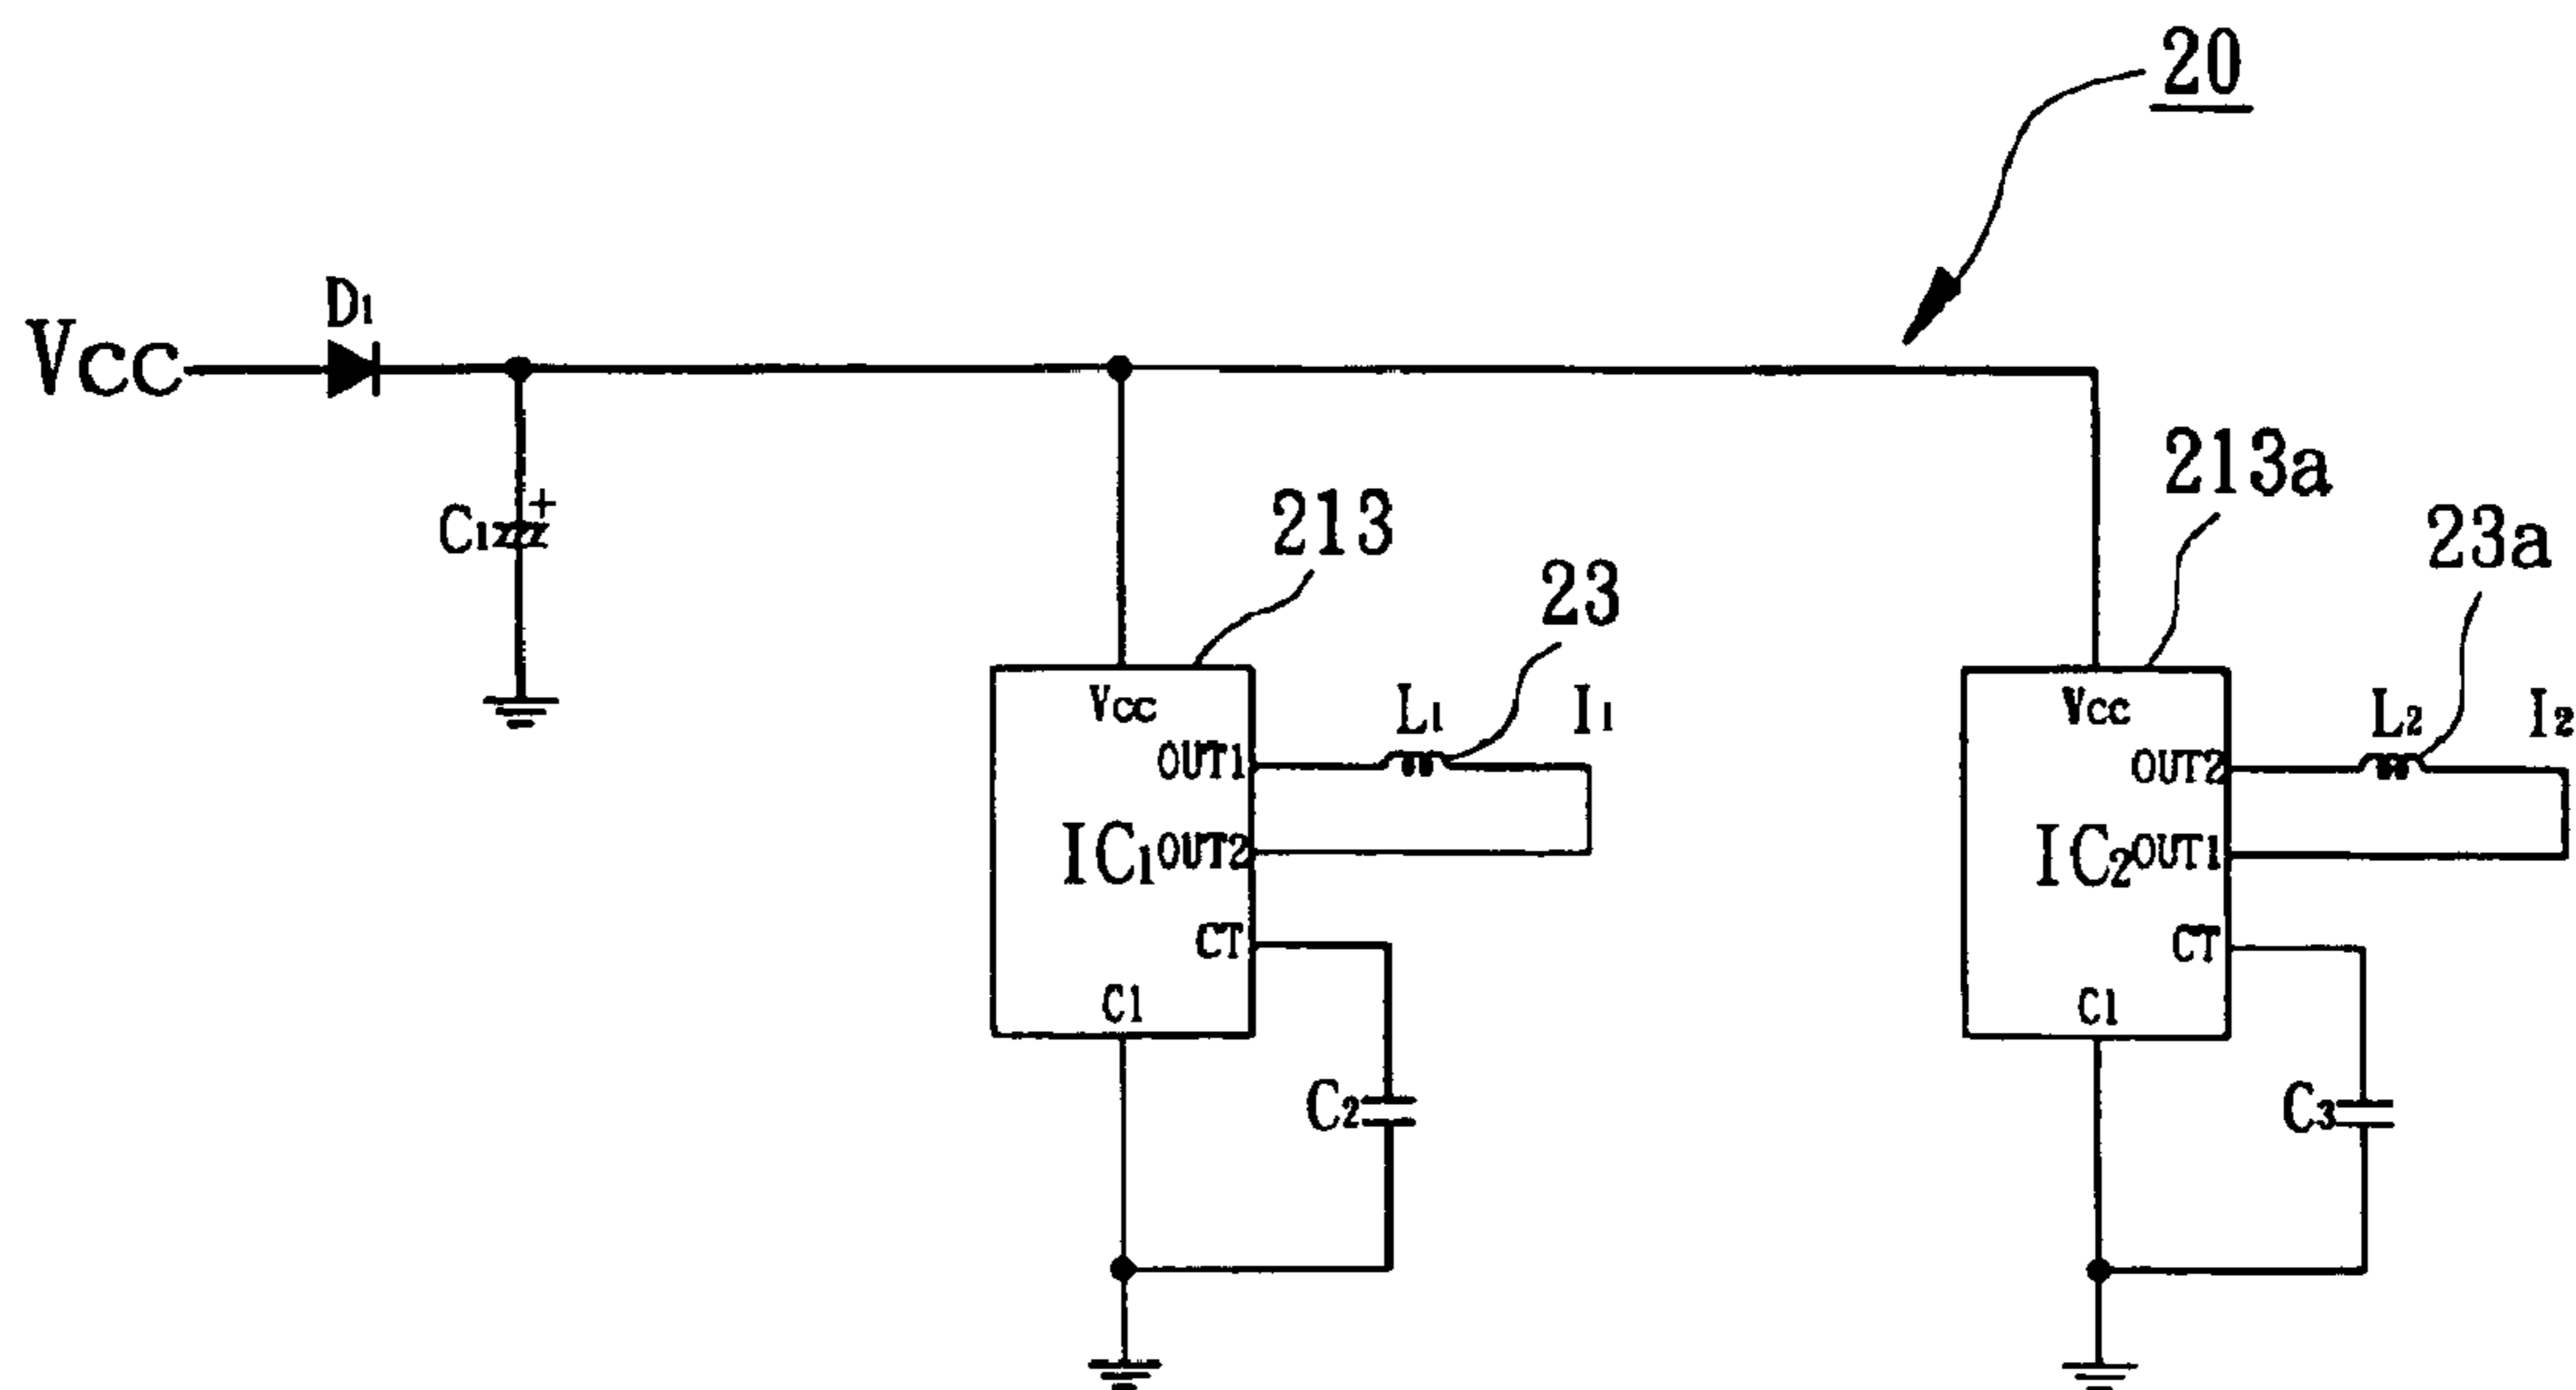 20
D1
VCC
213a
C1 +
213
23a
23
VCC
L1
I1
VCC
L2
I2
OUT1
OUT2
IC1
OUT2
IC2
OUT1
CT
CT
C1
C1
C2
C3